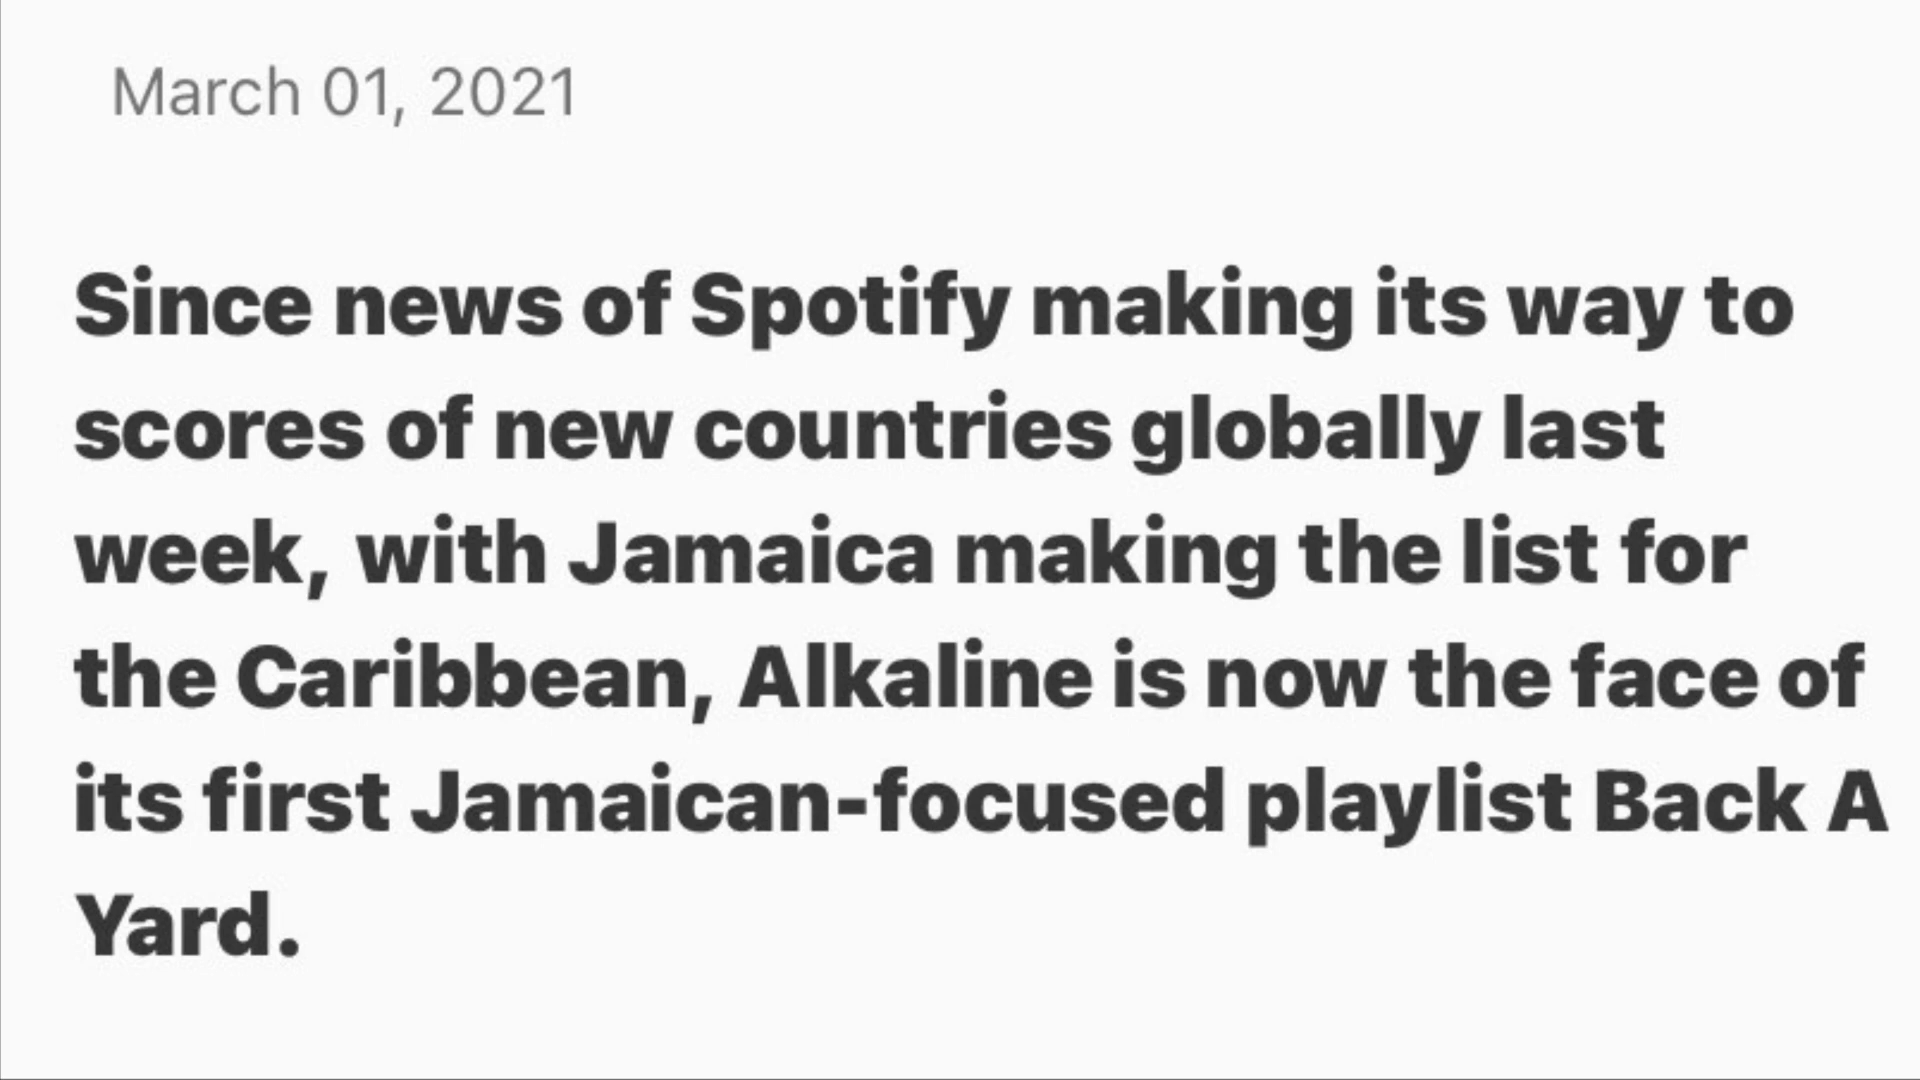 March 01, 2021
Since news of Spotify making its way to
scores of new countries globally last
week, with Jamaica making the list for
the Caribbean, Alkaline is now the face of
its first Jamaican-focused playlist Back A
Yard.